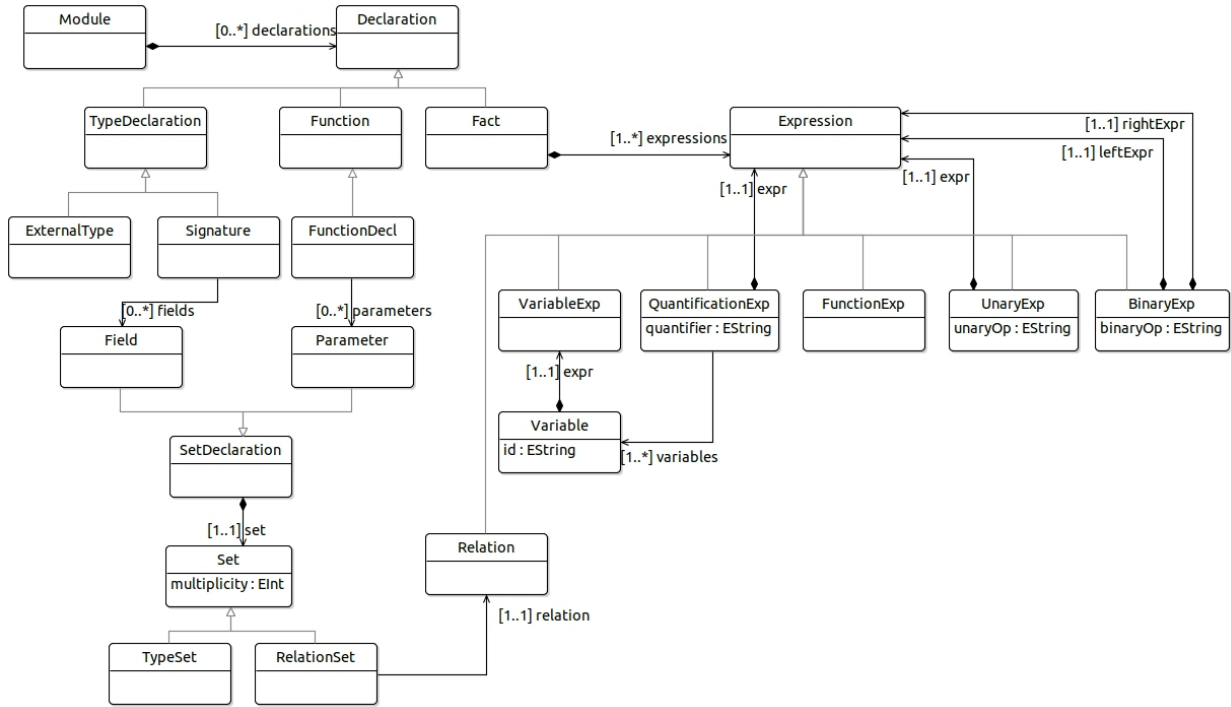 Module
Declaration
[0..*] declarations
TypeDeclaration
Function
Fact
Expression
[1..*] expressions
[1..1] rightExpr
[1..1] leftExpr
[1..1] expr
[1..1] expr
ExternalType
Signature
FunctionDecl
[0..*] fields
[0..*] parameters
VariableExp
QuantificationExp
quantifier : EString
FunctionExp
UnaryExp
unaryOp : EString
BinaryExp
binaryOp : EString
Field
Parameter
[1..1] expr
Variable
id : EString
[1..*] variables
SetDeclaration
[1..1] set
Set
multiplicity : EInt
Relation
[1..1] relation
TypeSet
RelationSet